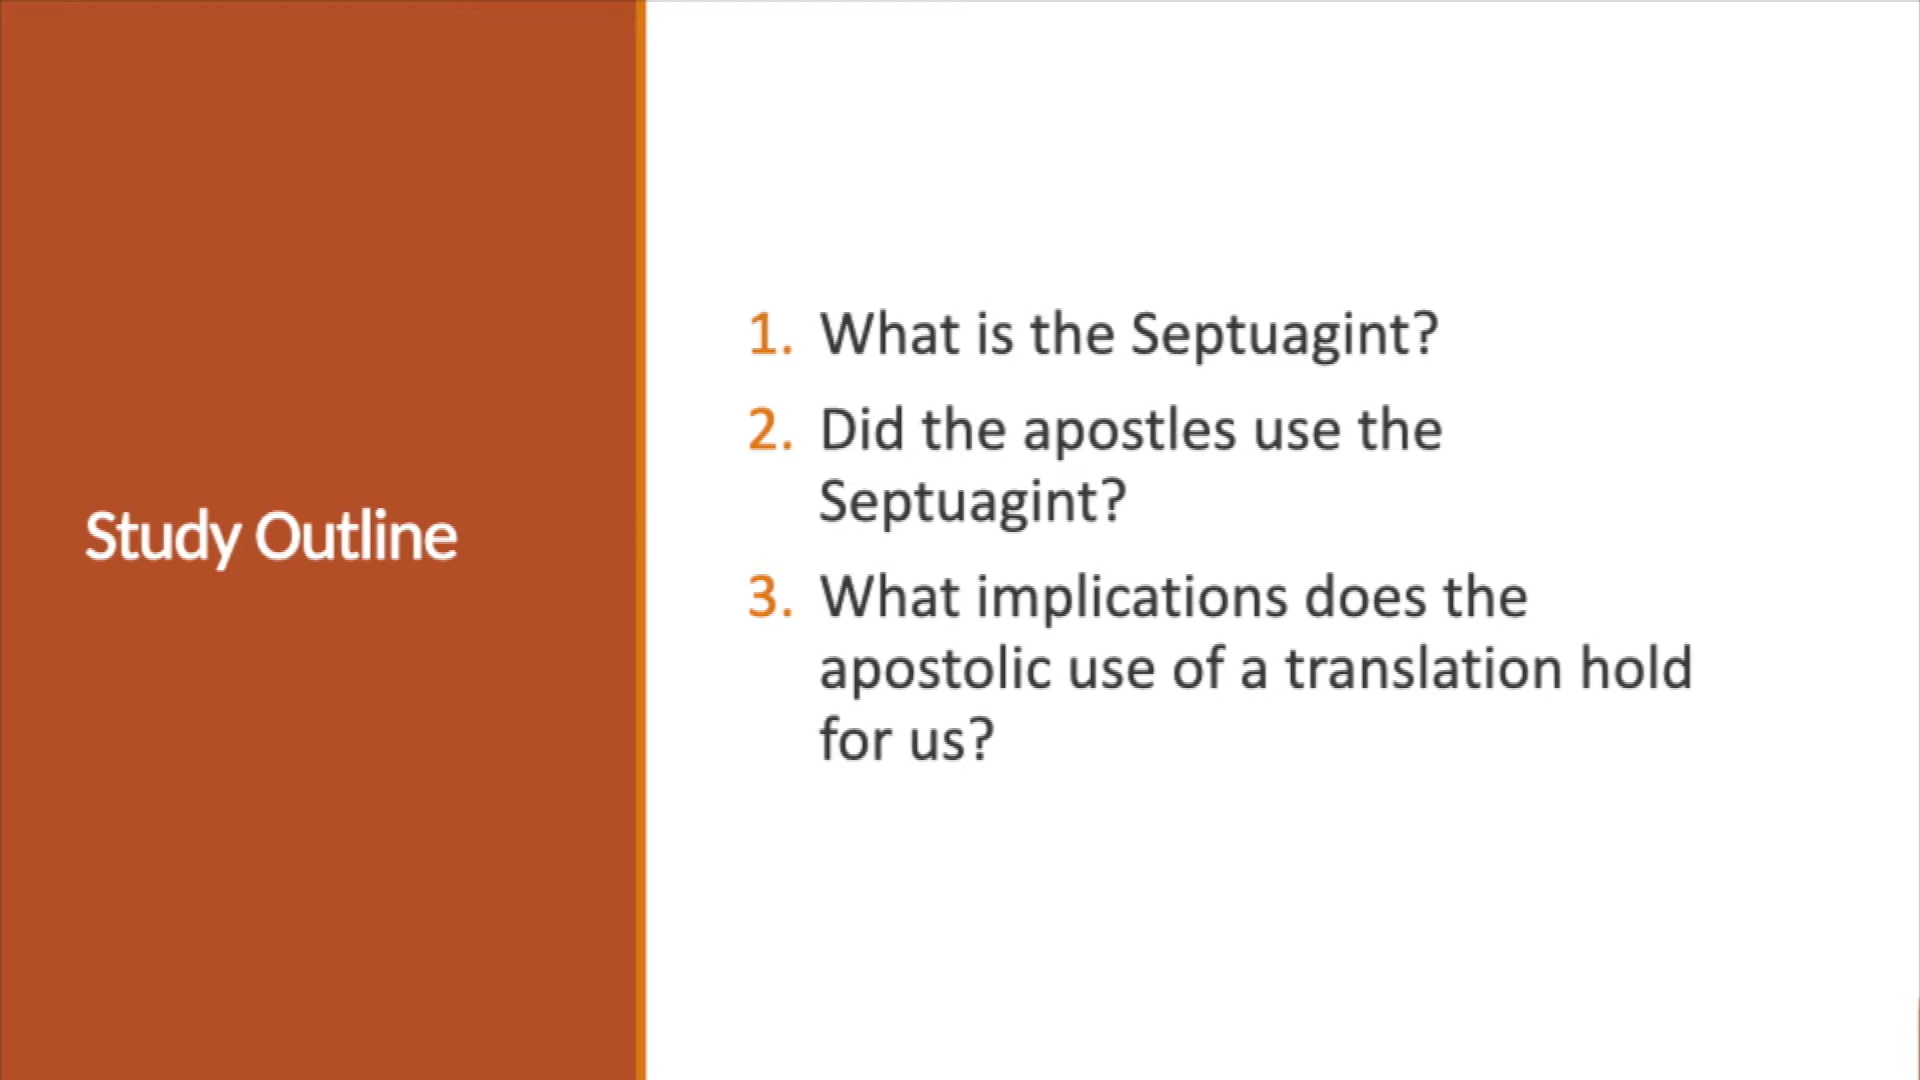 Study Outline
1. What is the Septuagint?
2. Did the apostles use the
Septuagint?
3. What implications does the
apostolic use of a translation hold
for us?